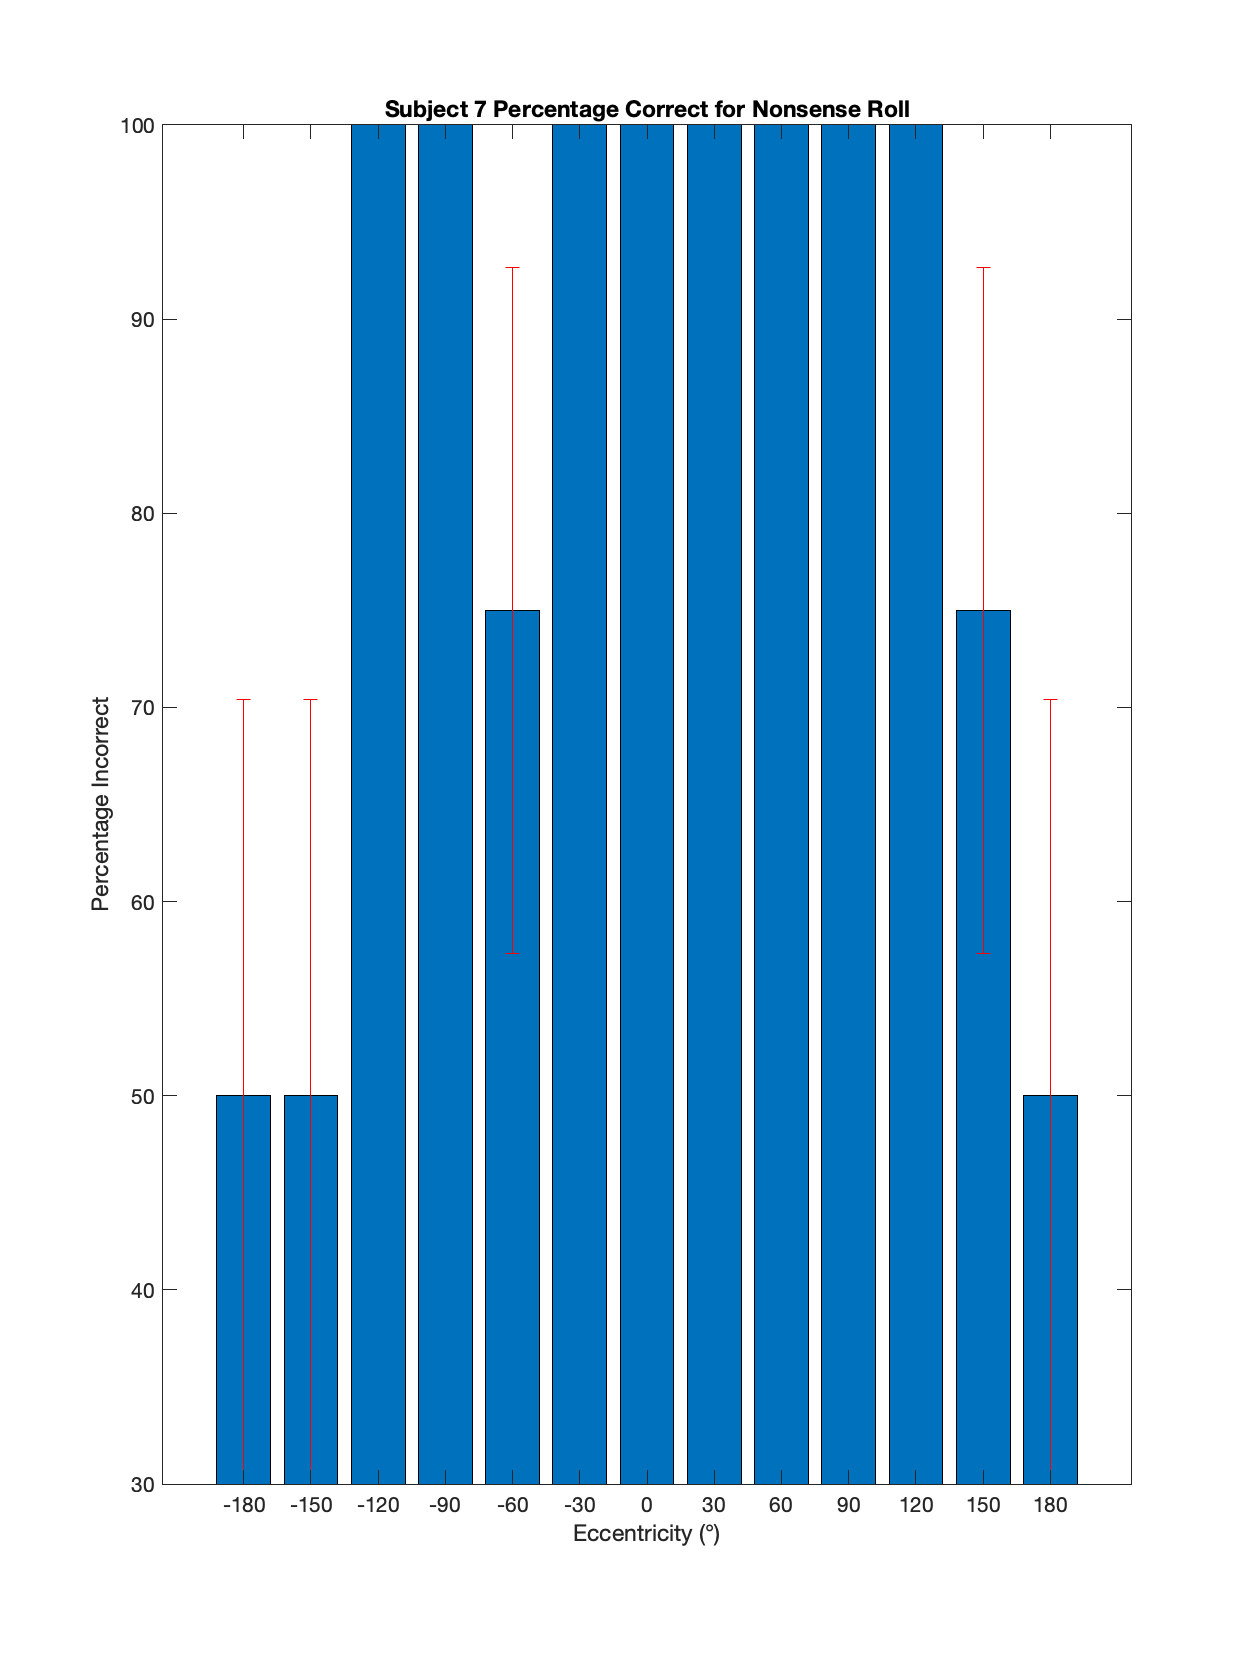 Subject 7 Percentage Correct for Nonsense Roll
100
90
80
70
60
50
40
30
Percentage Incorrect
-180 -150 -120 -90 -60 -30 0 30 60 90 120 150 180
Eccentricity (°)